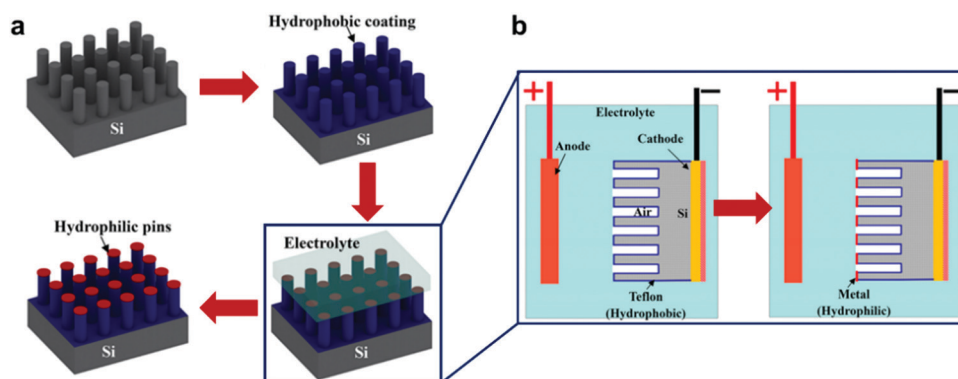 a
Hydrophobic coating
Si
Si
Hydrophilic pins
Si
Electrolyte
Si
b
+
−
Electrolyte
Anode
Cathode
Air
Si
Teflon
(Hydrophobic)
+
−
Metal
(Hydrophilic)